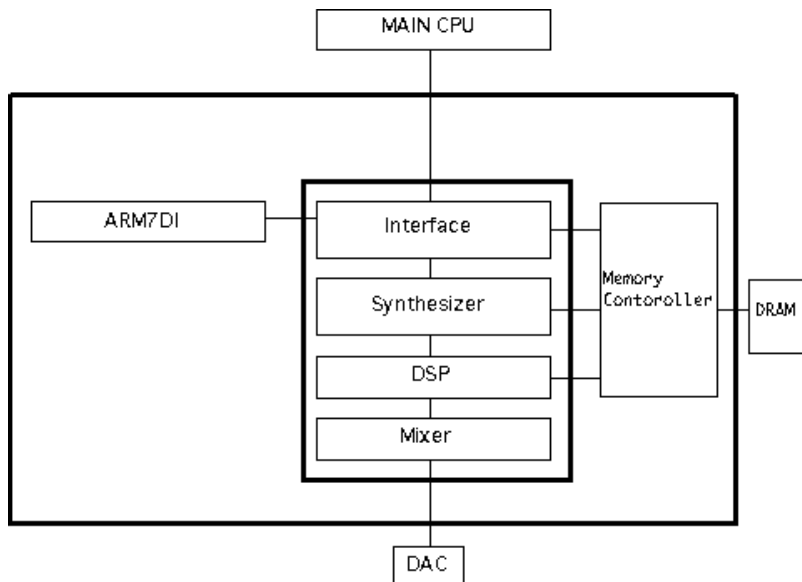 MAIN CPU
ARM7DI
Interface
Synthesizer
DSP
Mixer
Memory
Contoroller
DRAM
DAC